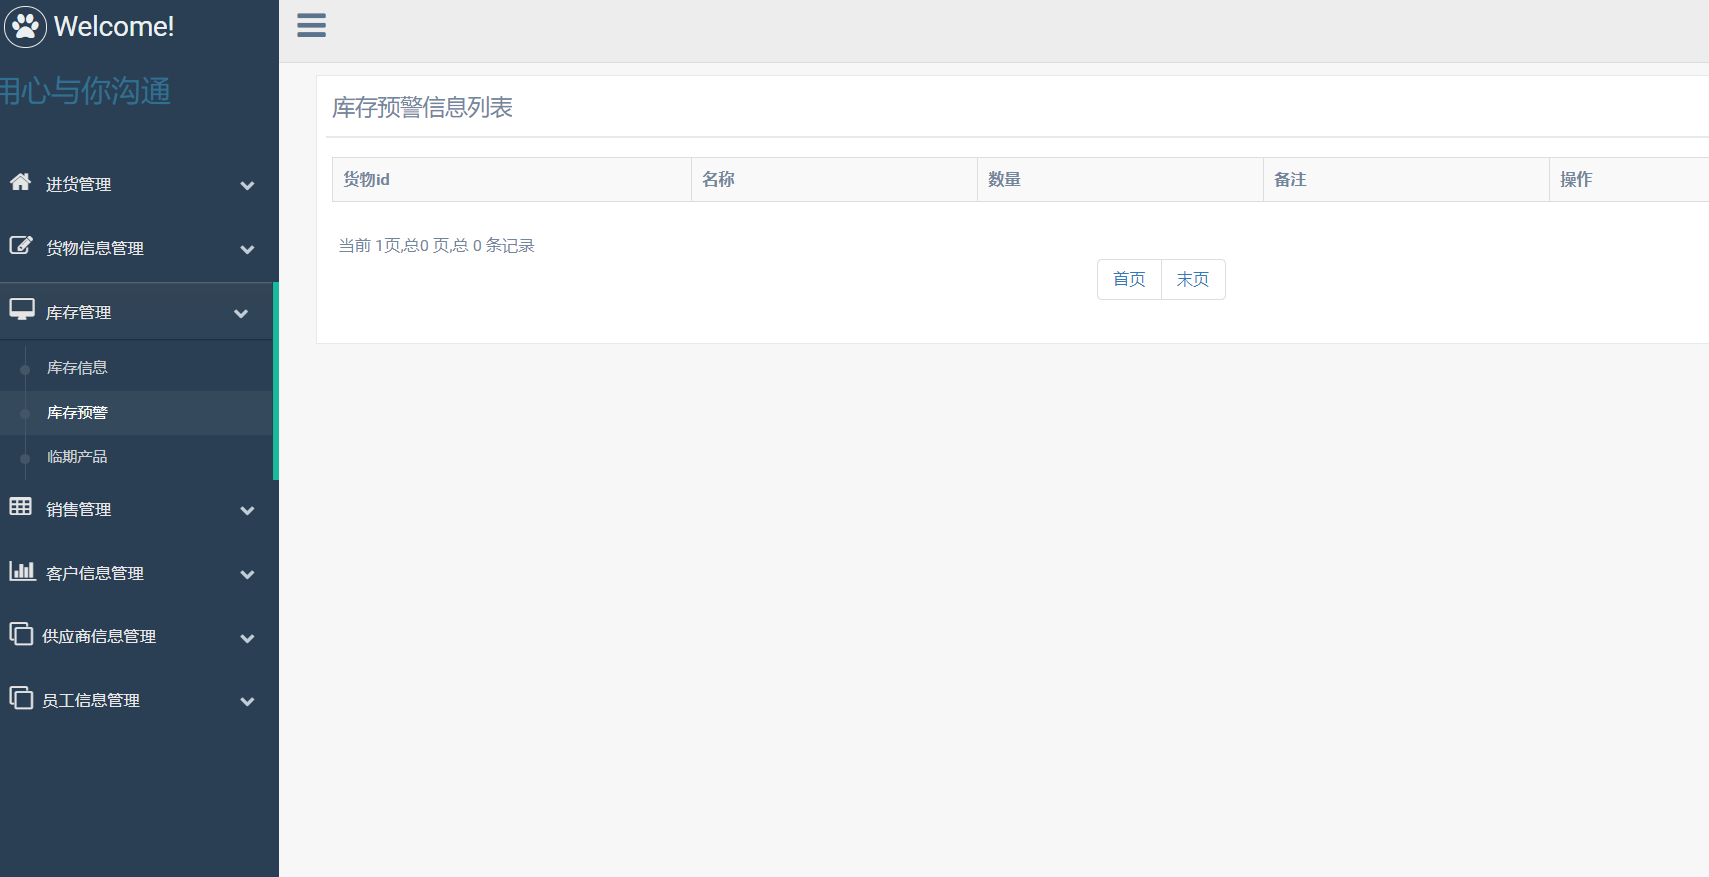 Welcome!
用心与你沟通
进货管理
货物信息管理
库存管理
库存信息
库存预警
临期产品
销售管理
客户信息管理
供应商信息管理
员工信息管理
库存预警信息列表
货物id 名称 数量 备注 操作
当前 1页,总0 页,总 0 条记录
首页 末页